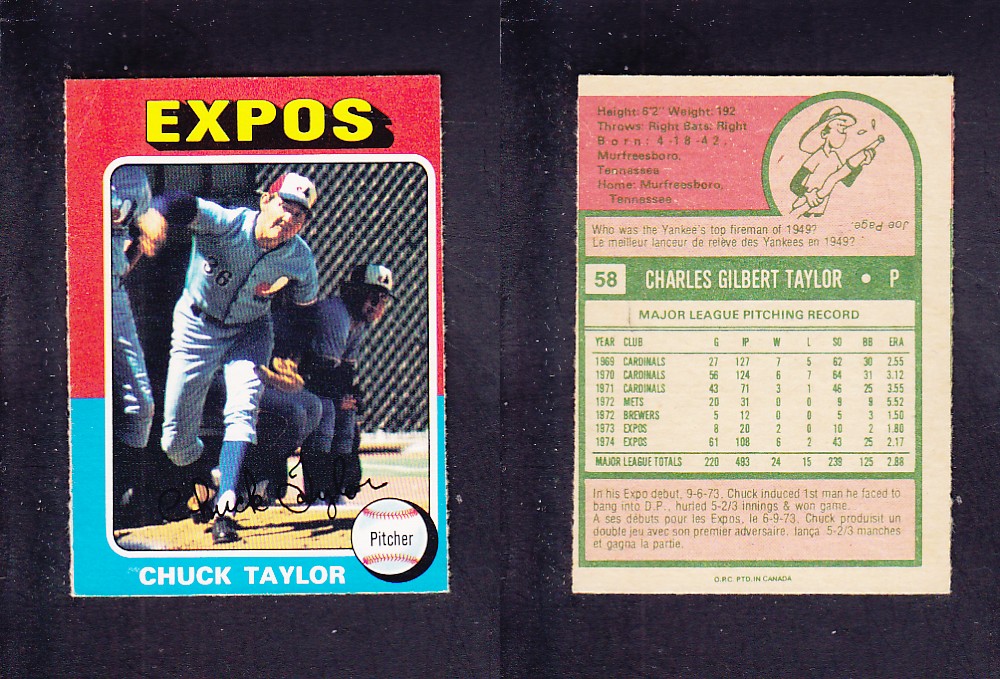 EXPOS
36
Chuck Taylor
Pitcher
CHUCK TAYLOR
Height: 6'2" Weight: 192
Throws: Right Bats: Right
Born: 4-18-42,
Murfreesboro,
Tennessee
Home: Murfreesboro,
Tennessee
Who was the Yankee's top fireman of 1949?
Le meilleur lanceur de relève des Yankees en 1949?
Joe Page.
58 CHARLES GILBERT TAYLOR • P
MAJOR LEAGUE PITCHING RECORD
YEAR CLUB G IP W L SO BB ERA
1969 CARDINALS 27 127 7 5 62 30 2.55
1970 CARDINALS 56 124 6 7 64 31 3.12
1971 CARDINALS 43 71 3 1 46 25 3.55
1972 METS 20 31 0 0 9 9 5.52
1972 BREWERS 5 12 0 0 5 3 1.50
1973 EXPOS 8 20 2 0 10 2 1.80
1974 EXPOS 61 108 6 2 43 25 2.17
MAJOR LEAGUE TOTALS 220 493 24 15 239 125 2.88
In his Expo debut, 9-6-73, Chuck induced 1st man he faced to
bang into D.P., hurled 5-2/3 innings & won game.
A ses débuts pour les Expos, le 6-9-73, Chuck produisit un
double jeu avec son premier adversaire, lança 5-2/3 manches
et gagna la partie.
O.P.C. PTD. IN CANADA